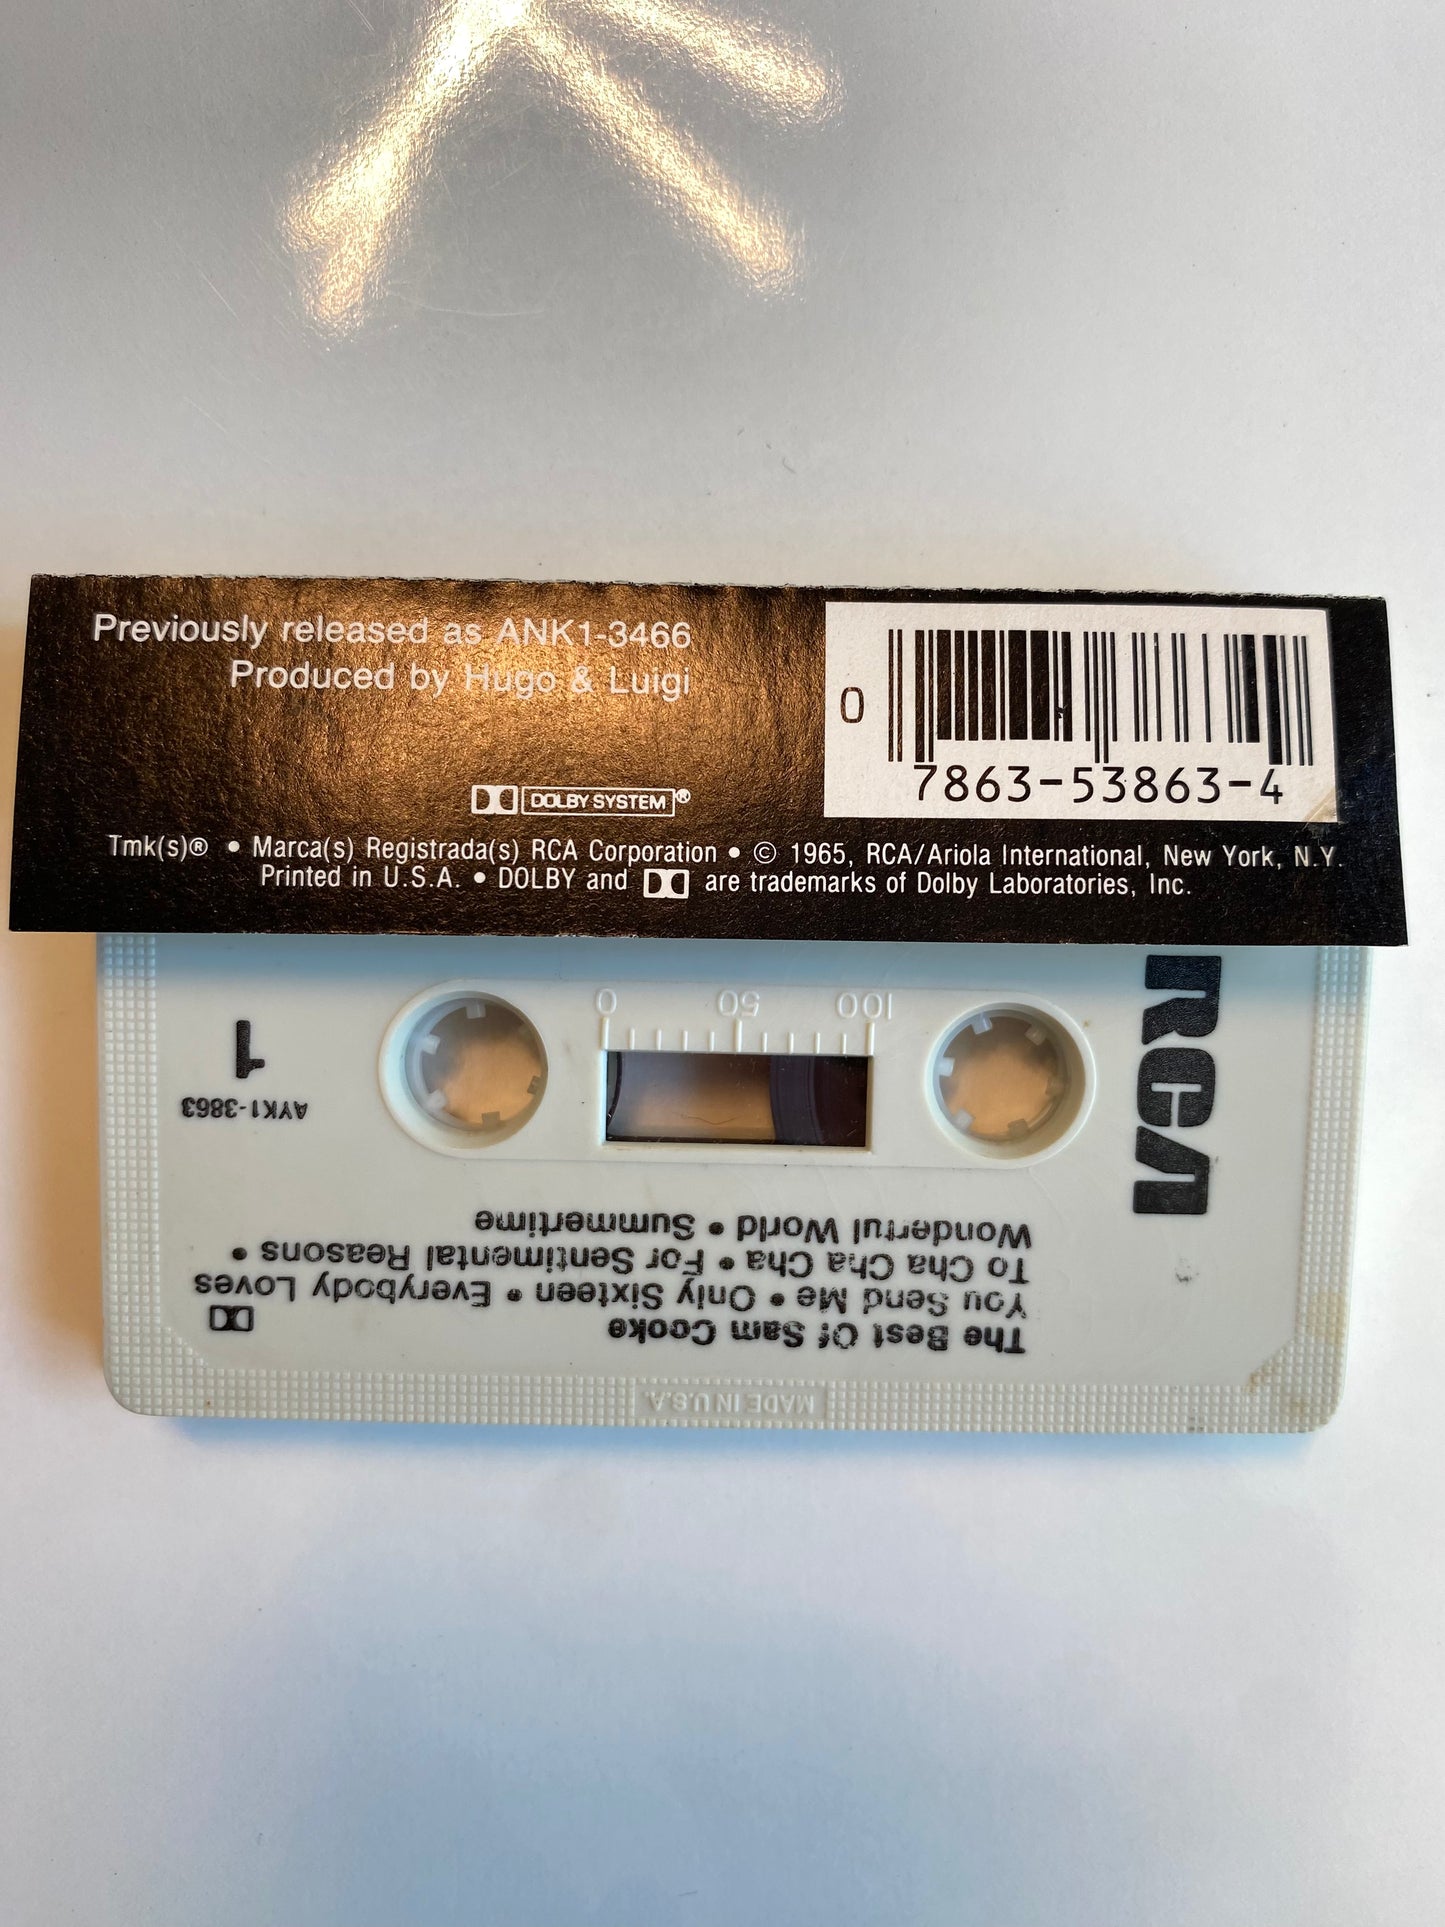 Previously released as ANK1-3466
Produced by Hugo & Luigi
DOLBY SYSTEM®
0
7863-53863-4
Tmk(s)® • Marca(s) Registrada(s) RCA Corporation • © 1965, RCA/Ariola International, New York, N.Y.
Printed in U.S.A. • DOLBY and are trademarks of Dolby Laboratories, Inc.
MADE IN U.S.A.
The Best Of Sam Cooke
You Send Me • Only Sixteen • Everybody Loves
To Cha Cha Cha • For Sentimental Reasons •
Wonderful World • Summertime
RCA
AYK1-3863
1
100 50 0